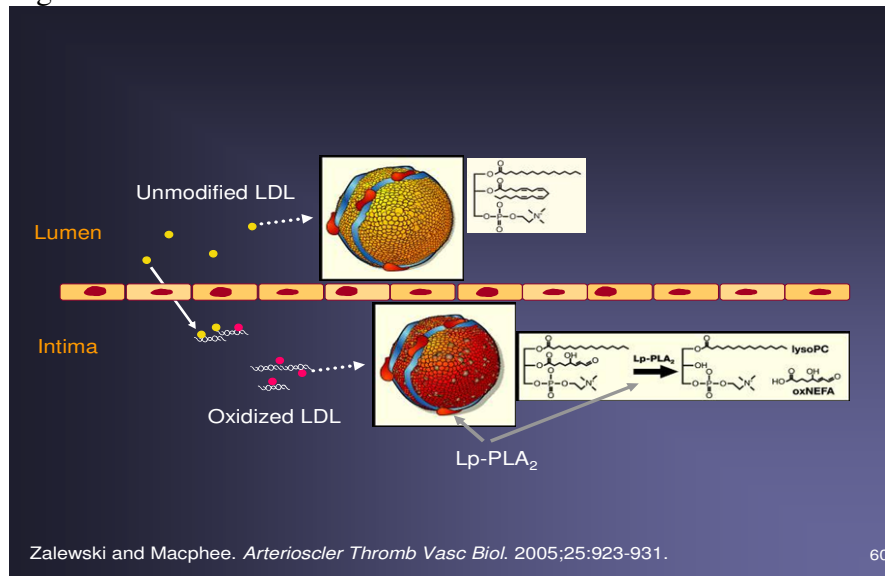 Unmodified LDL
Lumen
Intima
Oxidized LDL
Lp-PLA₂
lysoPC
oxNEFA
Lp-PLA₂
Zalewski and Macphee. Arterioscler Thromb Vasc Biol. 2005;25:923-931.
60